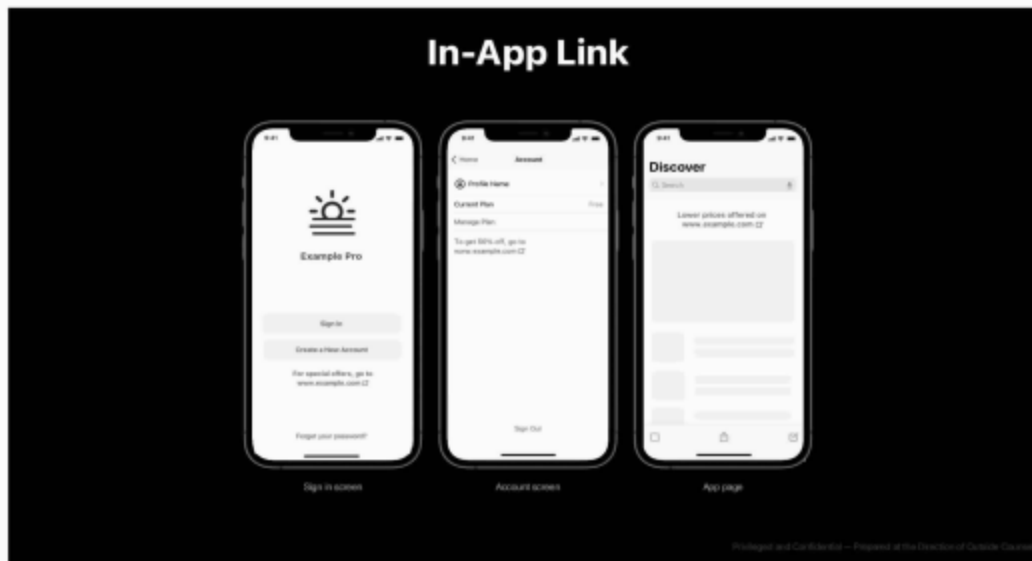 In-App Link
9:41
Example Pro
Sign In
Create a New Account
For special offers, go to
www.example.com
Forgot your password?
Sign in screen
9:41
Home
Account
Profile Name
Current Plan
Free
Manage Plan
To get 50% off, go to
www.example.com
Sign Out
Account screen
9:41
Discover
Search
Lower prices offered on
www.example.com
App page
Privileged and Confidential — Prepared at the Direction of Outside